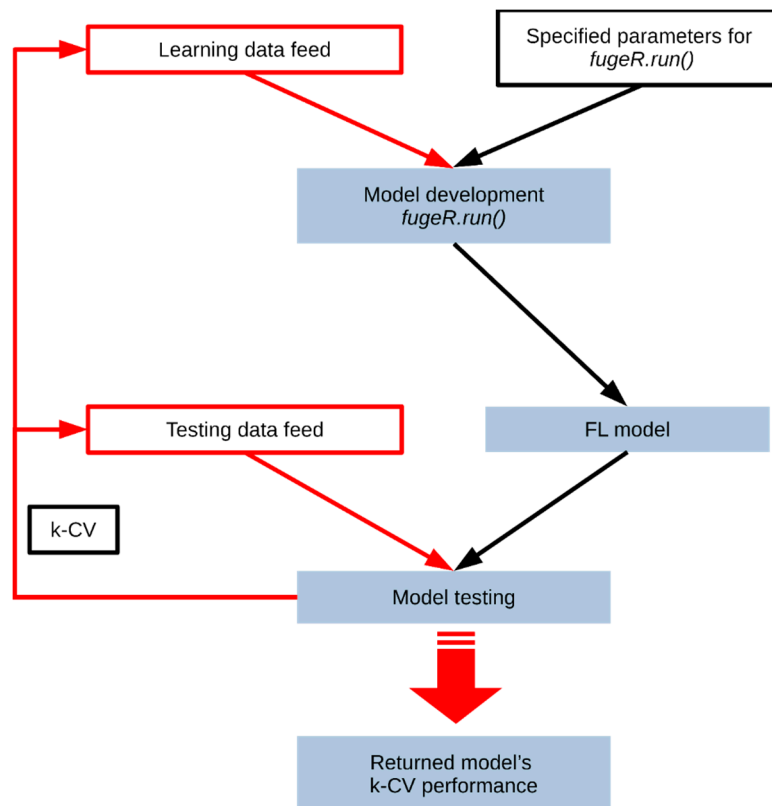 Learning data feed
Specified parameters for
fugeR.run()
Model development
fugeR.run()
Testing data feed
FL model
k-CV
Model testing
Returned model’s
k-CV performance